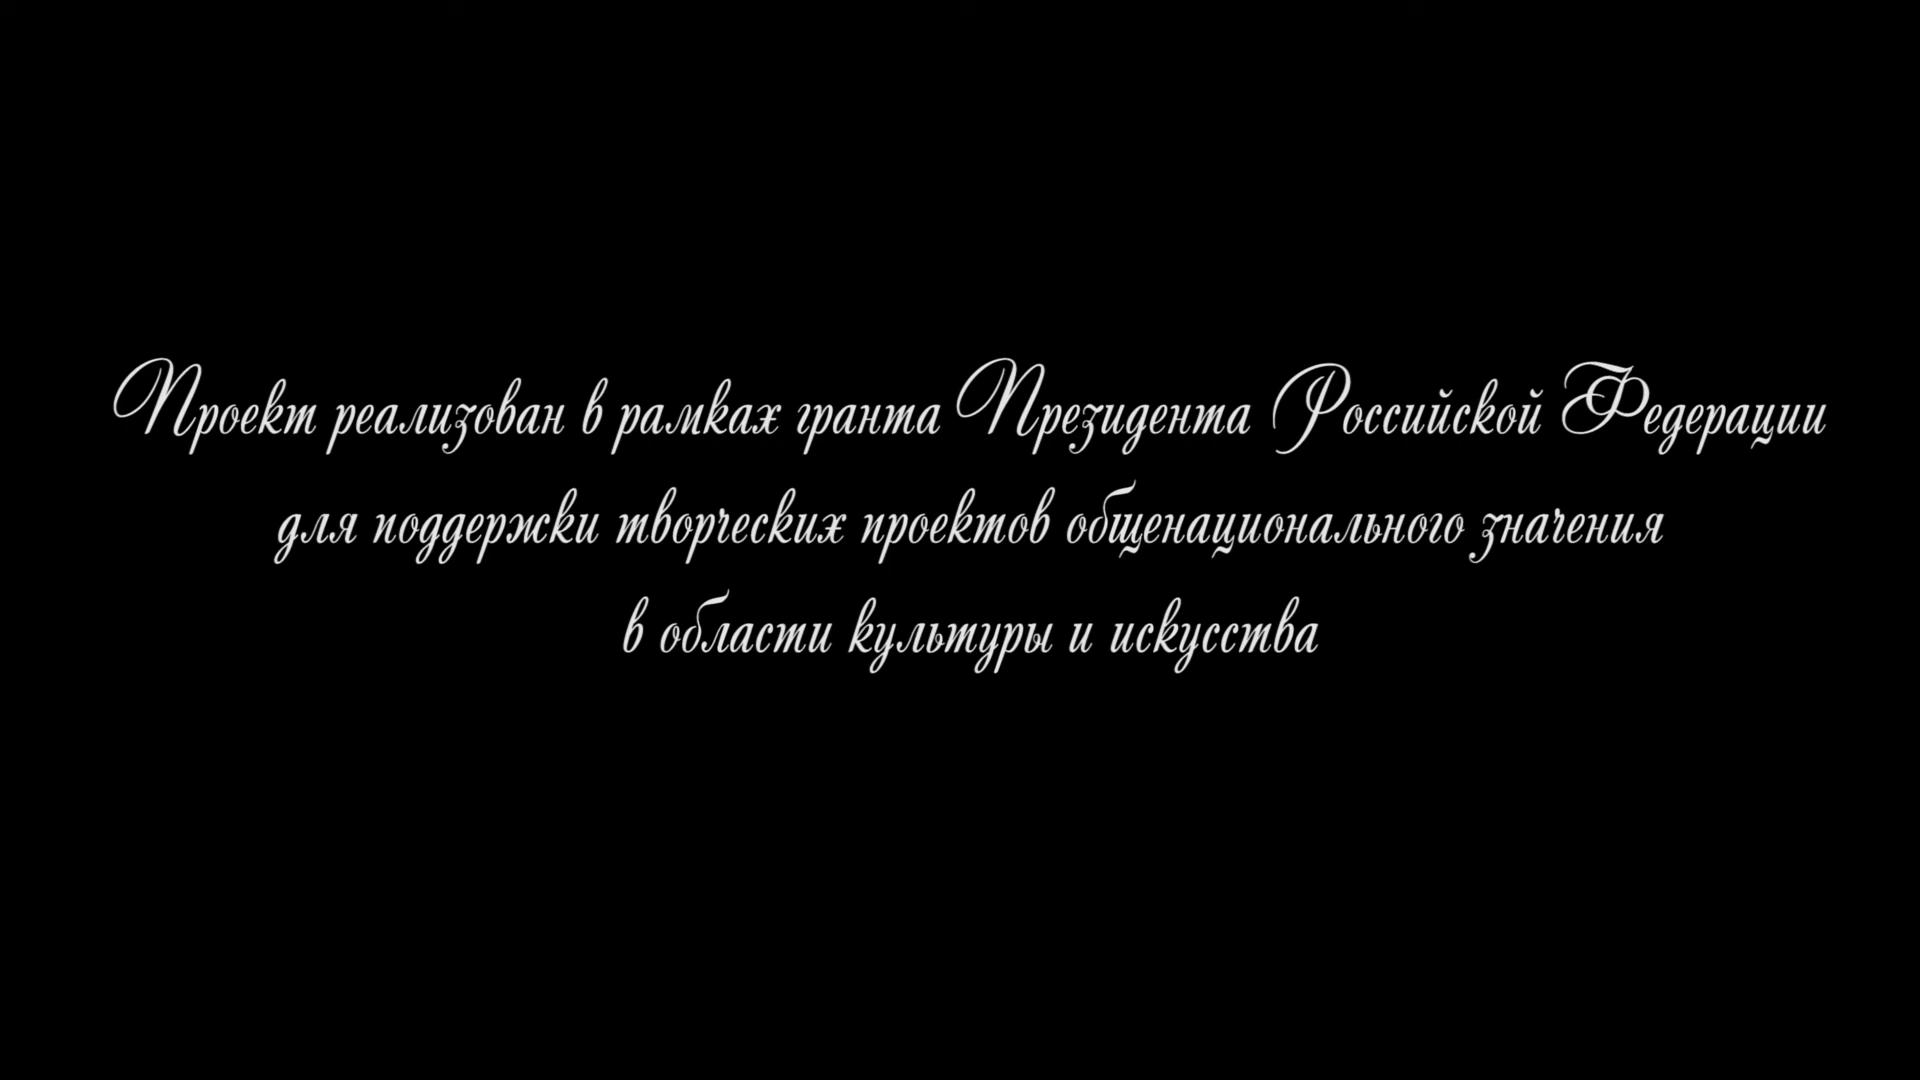 Проект реализован в рамках гранта Президента Российской Федерации
для поддержки творческих проектов общенационального значения
в области культуры и искусства